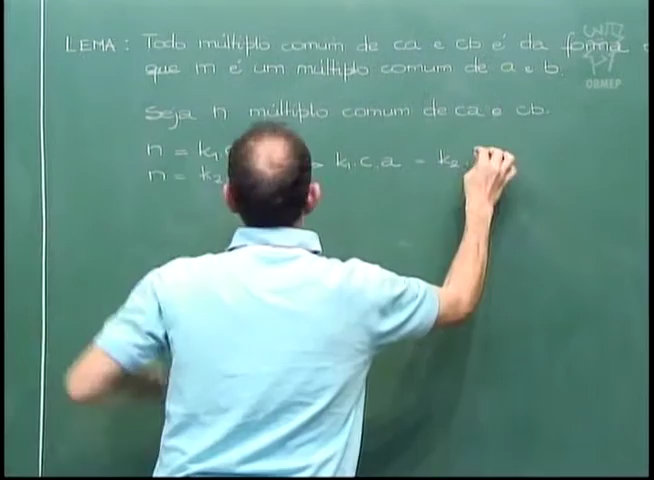 LEMA: Todo múltiplo comum de ca e cb é da forma
que m é um múltiplo comum de a e b.
Seja n múltiplo comum de ca e cb.
n = k₁
n = k₂
k₁.c.a = k₂
OBMEP